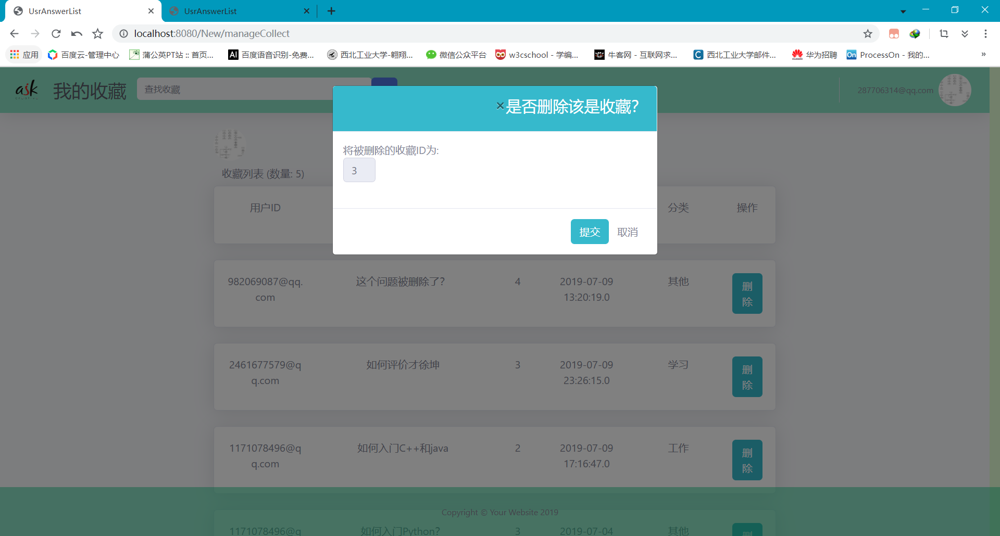 UsrAnswerList
UsrAnswerList
localhost:8080/New/manageCollect
应用
百度云-管理中心
蒲公英PT站 :: 首页...
AI
百度语音识别-免费...
西北工业大学-翱翔...
微信公众平台
w3cschool - 学编...
牛客网 - 互联网求...
C
西北工业大学邮件...
华为招聘
On
ProcessOn - 我的...
»
ask
我的收藏
查找收藏
287706314@qq.com
×是否删除该是收藏?
将被删除的收藏ID为:
3
提交
取消
收藏列表 (数量: 5)
用户ID
分类
操作
982069087@qq.
com
这个问题被删除了?
4
2019-07-09
13:20:19.0
其他
删
除
2461677579@q
q.com
如何评价才徐坤
3
2019-07-09
23:26:15.0
学习
删
除
1171078496@q
q.com
如何入门C++和java
2
2019-07-09
17:16:47.0
工作
删
除
Copyright © Your Website 2019
1171078496@q
如何入门Python?
3
2019-07-04
其他